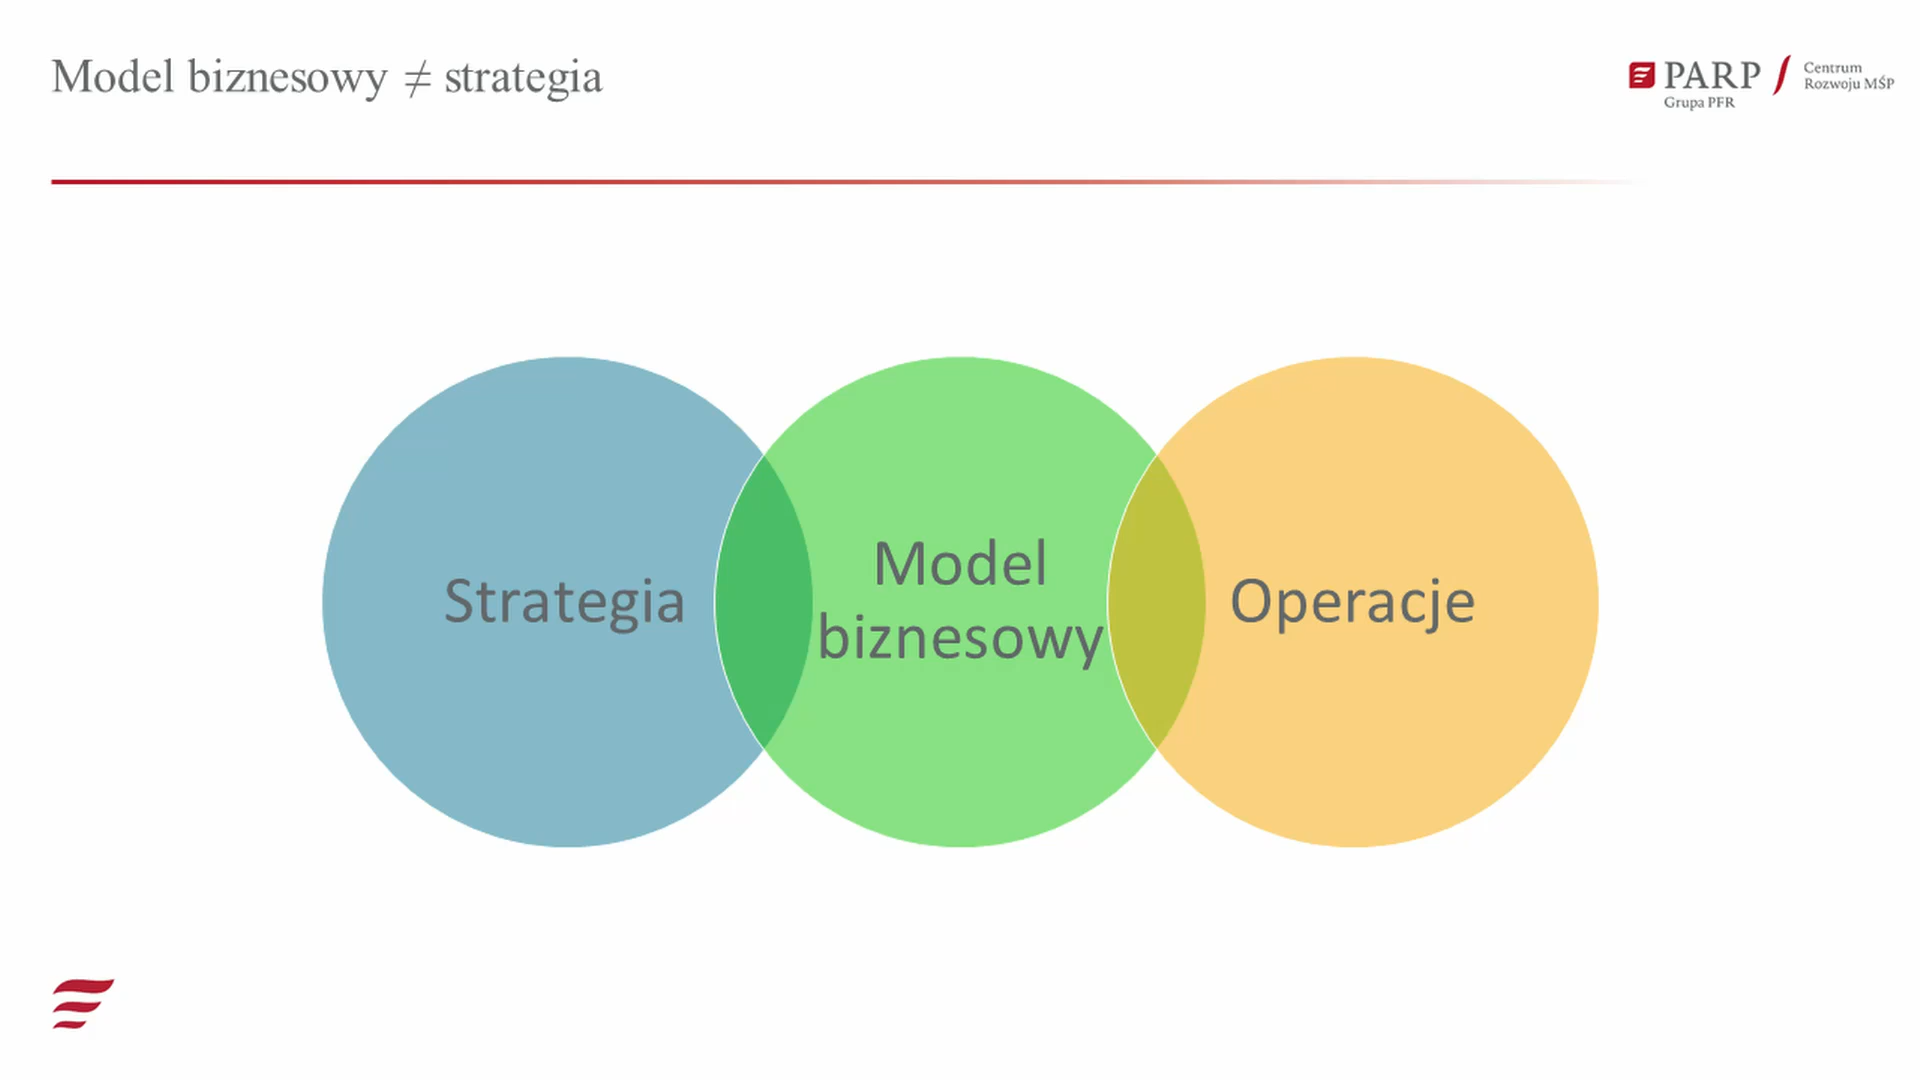 Model biznesowy ≠ strategia
PARP
Grupa PFR
Centrum
Rozwoju MŚP
Strategia
Model
biznesowy
Operacje